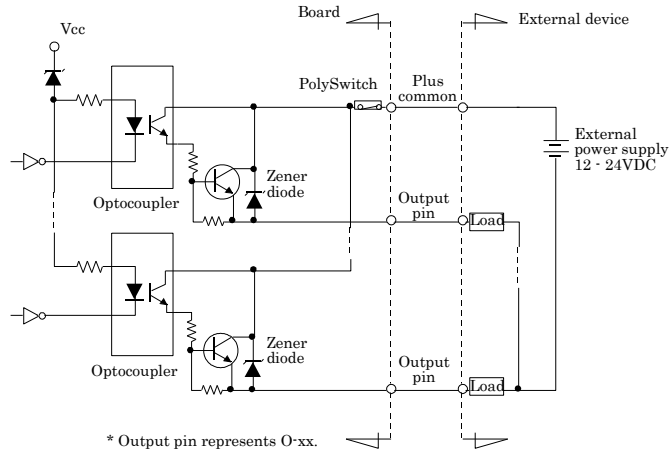 Board
External device
Vcc
PolySwitch
Plus
common
External
power supply
12 - 24VDC
Zener
diode
Optocoupler
Output
pin
Load
Zener
diode
Optocoupler
Output
pin
Load
* Output pin represents O-xx.